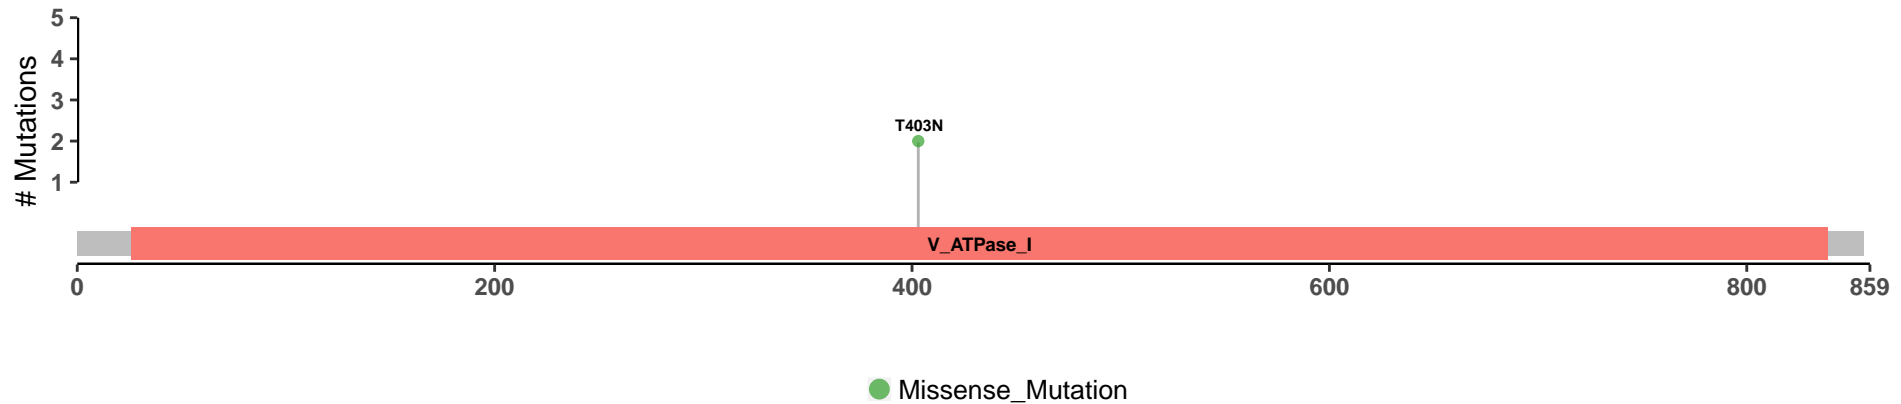 # Mutations
5
4
3
2
1
T403N
V_ATPase_I
0 200 400 600 800 859
Missense_Mutation